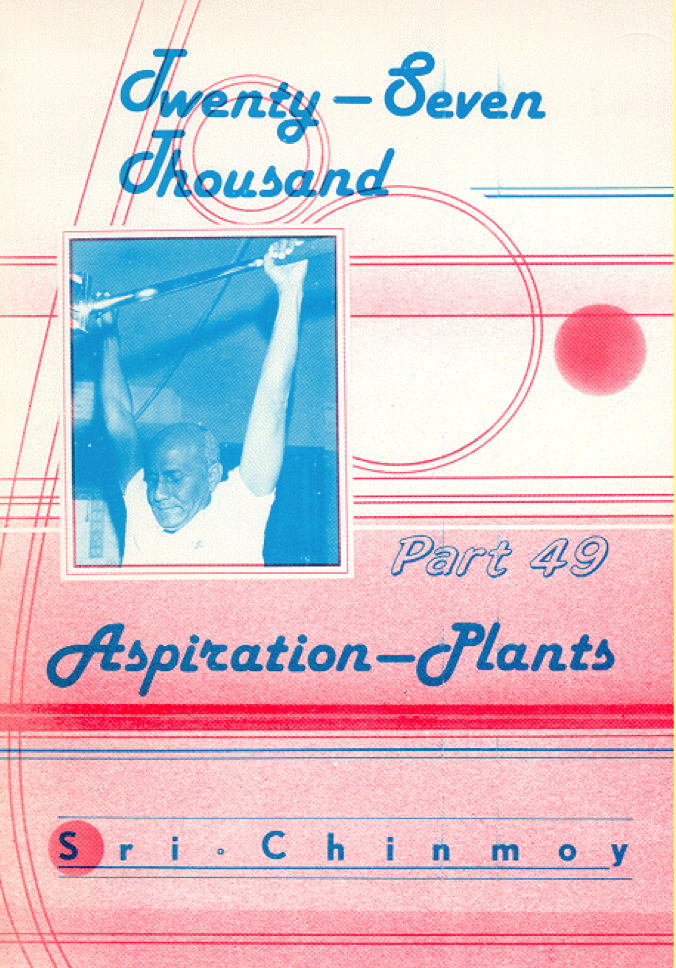 Twenty-Seven
Thousand
Part 49
Aspiration-Plants
Sri Chinmoy